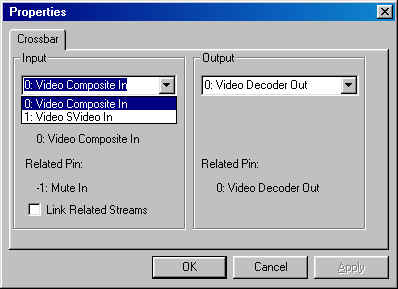 Properties
Crossbar
Input
Output
0: Video Composite In
0: Video Decoder Out
0: Video Composite In
1: Video SVideo In
0: Video Composite In
Related Pin:
Related Pin:
-1: Mute In
0: Video Decoder Out
Link Related Streams
OK
Cancel
Apply